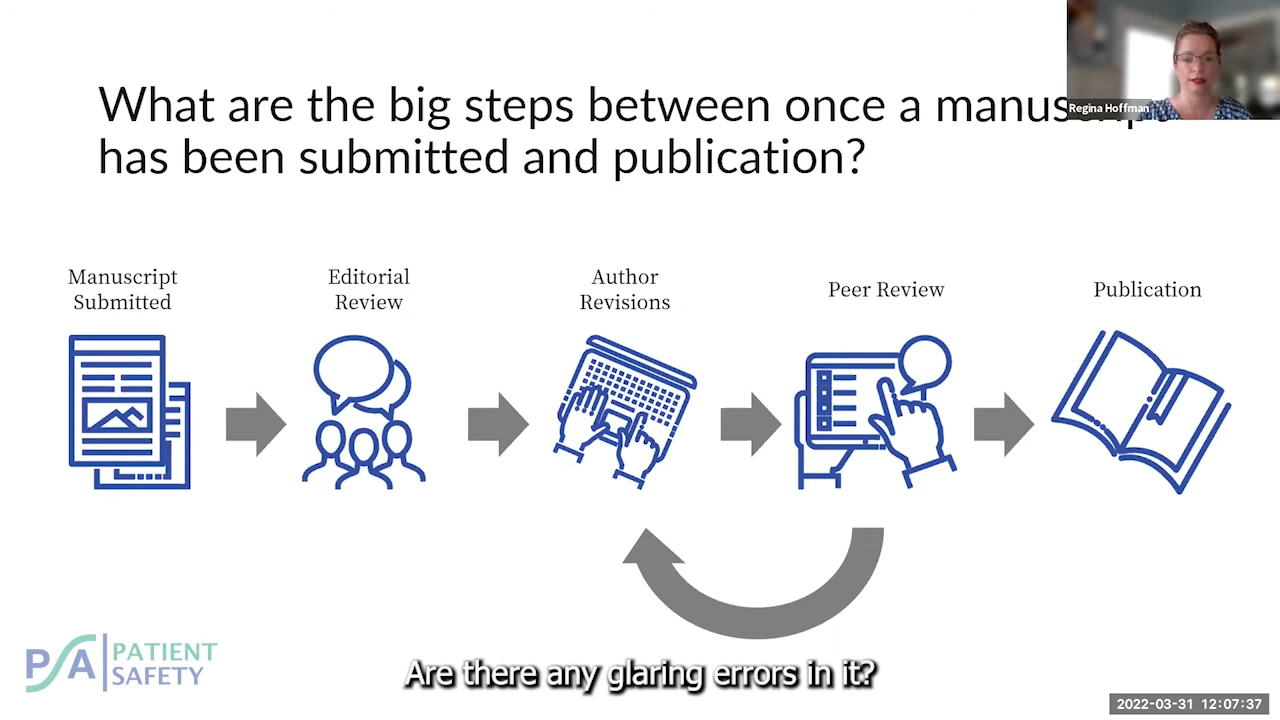 What are the big steps between once a
has been submitted and publication?
Regina Hoffman
Manuscript
Submitted
Editorial
Review
Author
Revisions
Peer Review
Publication
PSA
PATIENT
SAFETY
Are there any glaring errors in it?
2022-03-31 12:07:37